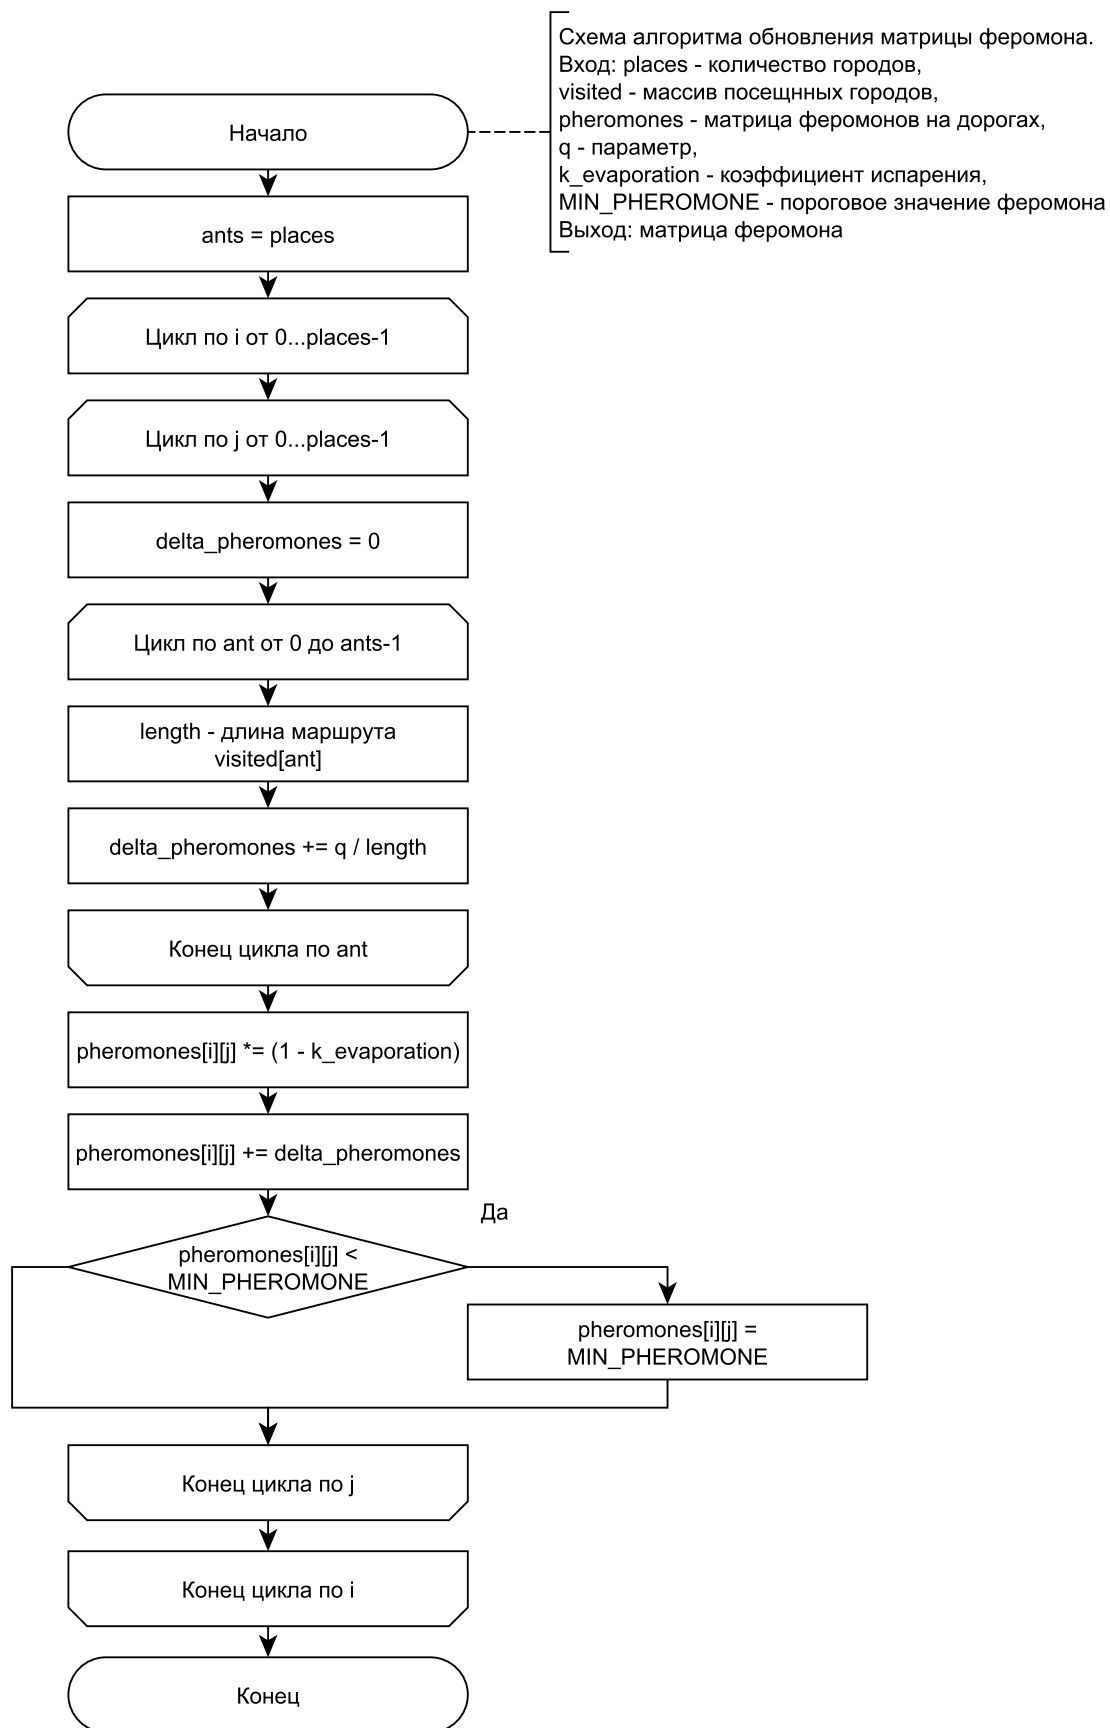 Схема алгоритма обновления матрицы феромона.
Вход: places - количество городов,
visited - массив посещнных городов,
pheromones - матрица феромонов на дорогах,
q - параметр,
k_evaporation - коэффициент испарения,
MIN_PHEROMONE - пороговое значение феромона
Выход: матрица феромона
Начало
ants = places
Цикл по i от 0...places-1
Цикл по j от 0...places-1
delta_pheromones = 0
Цикл по ant от 0 до ants-1
length - длина маршрута
visited[ant]
delta_pheromones += q / length
Конец цикла по ant
pheromones[i][j] *= (1 - k_evaporation)
pheromones[i][j] += delta_pheromones
Да
pheromones[i][j] <
MIN_PHEROMONE
pheromones[i][j] =
MIN_PHEROMONE
Конец цикла по j
Конец цикла по i
Конец